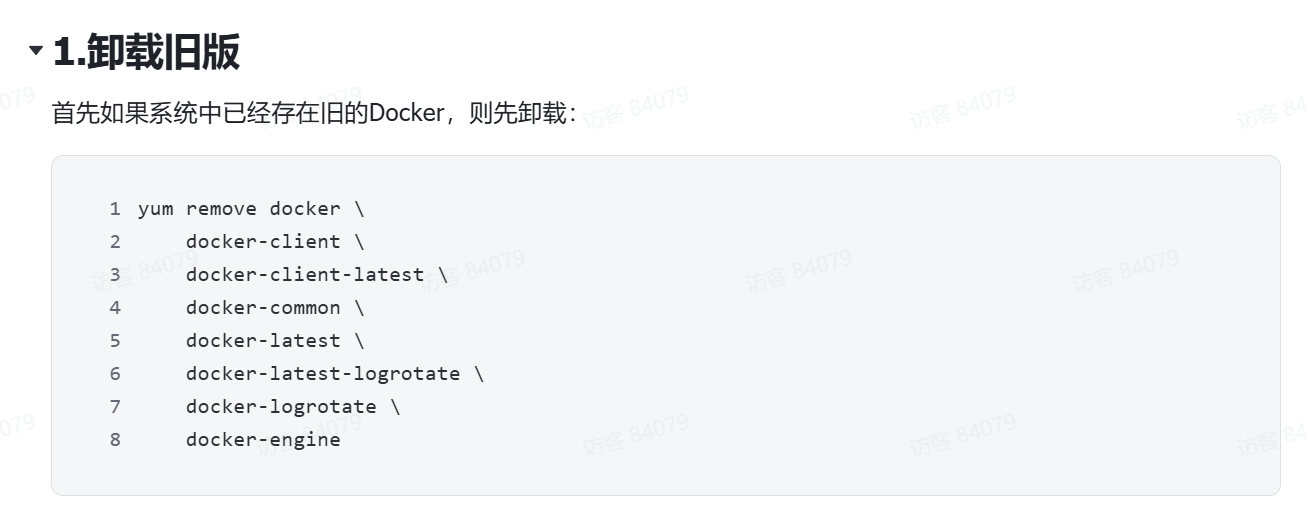 1.卸载旧版
首先如果系统中已经存在旧的Docker，则先卸载：
1 yum remove docker \
2     docker-client \
3     docker-client-latest \
4     docker-common \
5     docker-latest \
6     docker-latest-logrotate \
7     docker-logrotate \
8     docker-engine
访客 84079